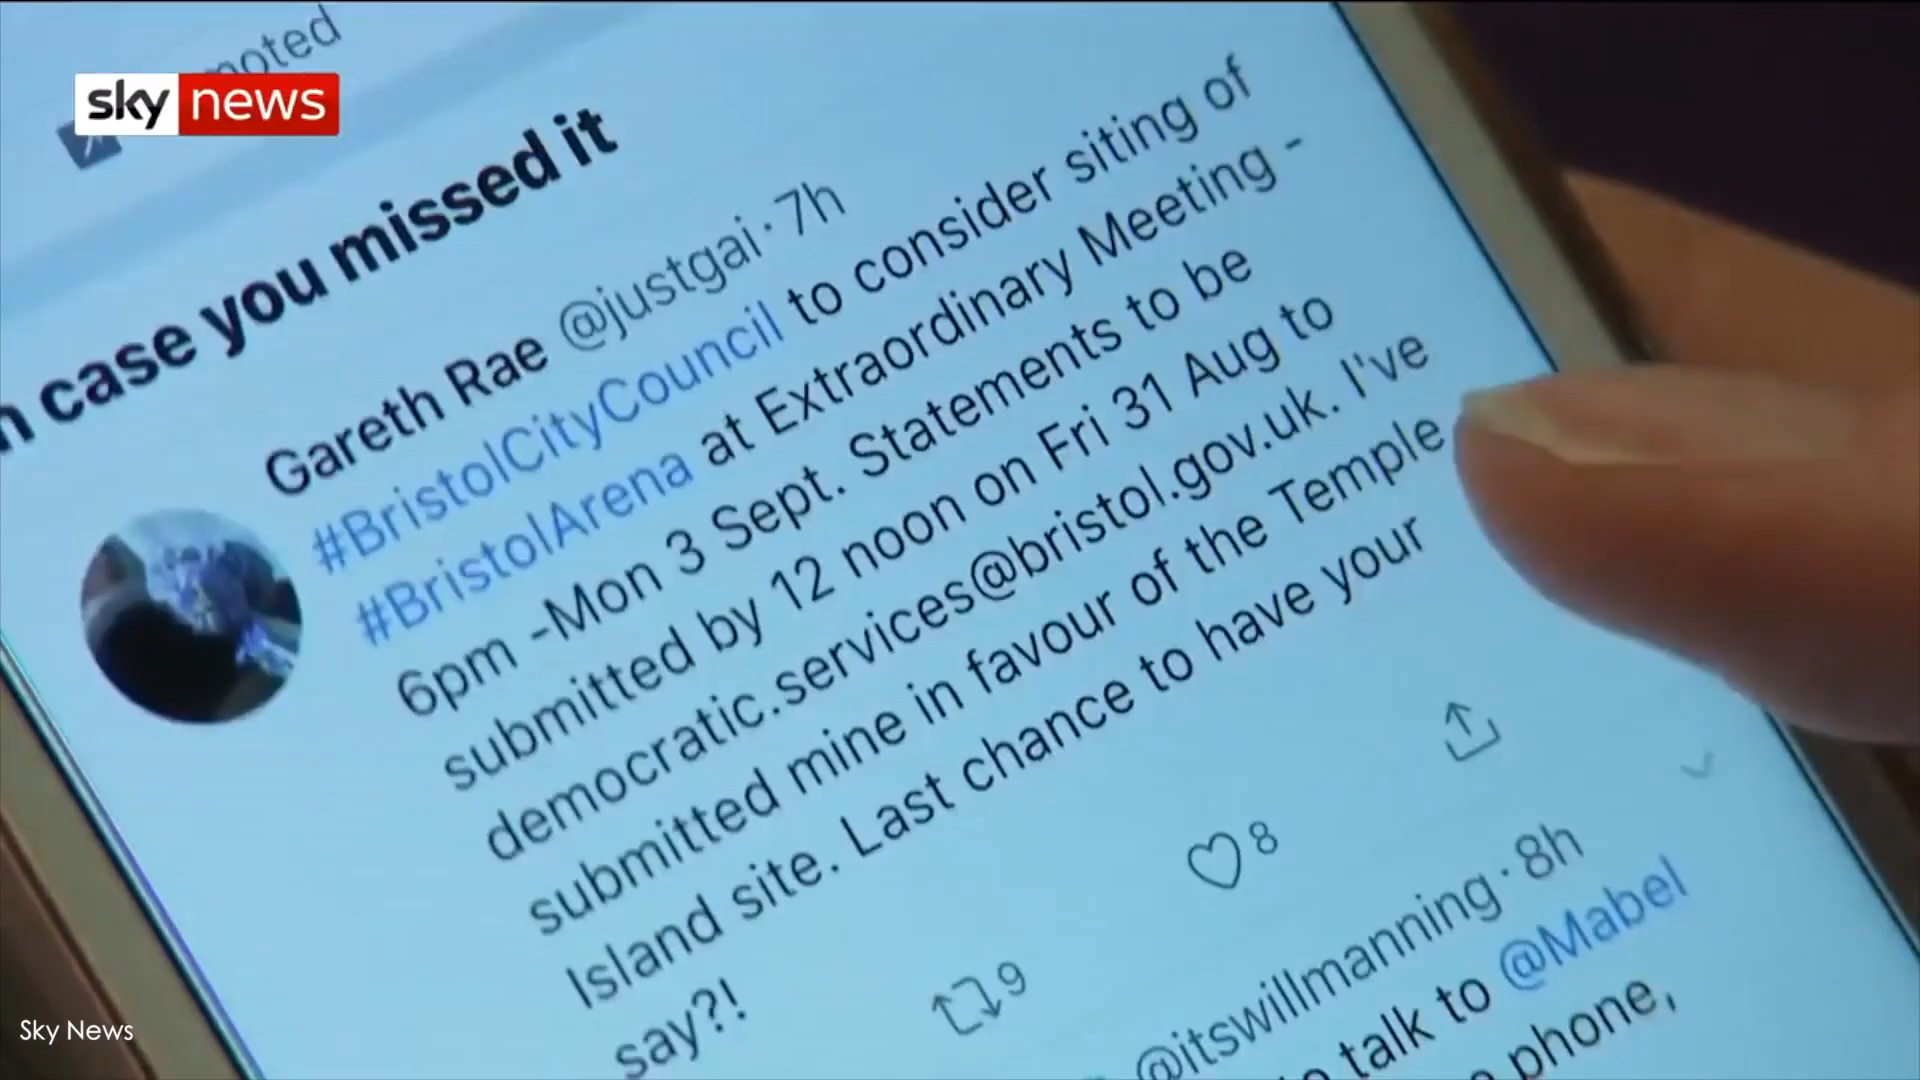 sky news
n case you missed it
Gareth Rae @justgai · 7h
#BristolCityCouncil to consider siting of
#BristolArena at Extraordinary Meeting -
6pm -Mon 3 Sept. Statements to be
submitted by 12 noon on Fri 31 Aug to
democratic.services@bristol.gov.uk. I've
submitted mine in favour of the Temple
Island site. Last chance to have your
say?!
9
8
@itswillmanning · 8h
talk to @Mabel
phone,
Sky News